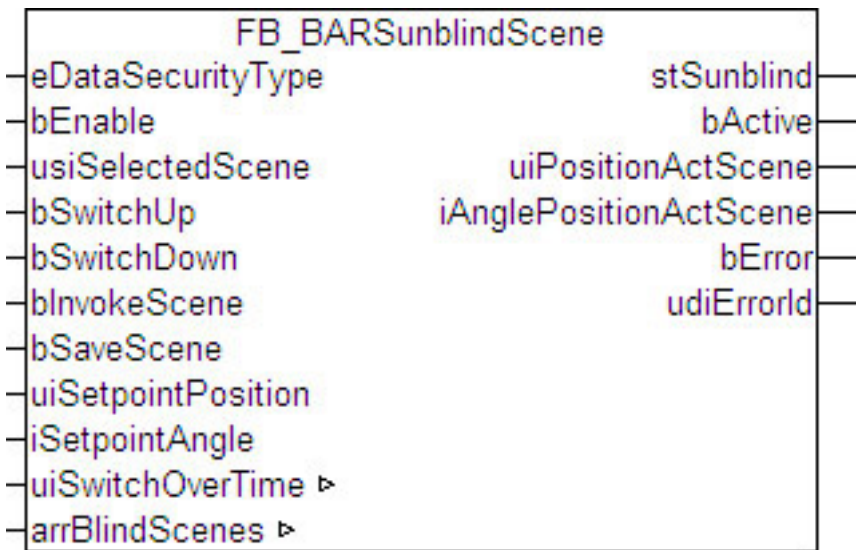 FB_BARSunblindScene
eDataSecurityType stSunblind
bEnable bActive
usiSelectedScene uiPositionActScene
bSwitchUp iAnglePositionActScene
bSwitchDown bError
bInvokeScene udiErrorId
bSaveScene
uiSetpointPosition
iSetpointAngle
uiSwitchOverTime ▹
arrBlindScenes ▹